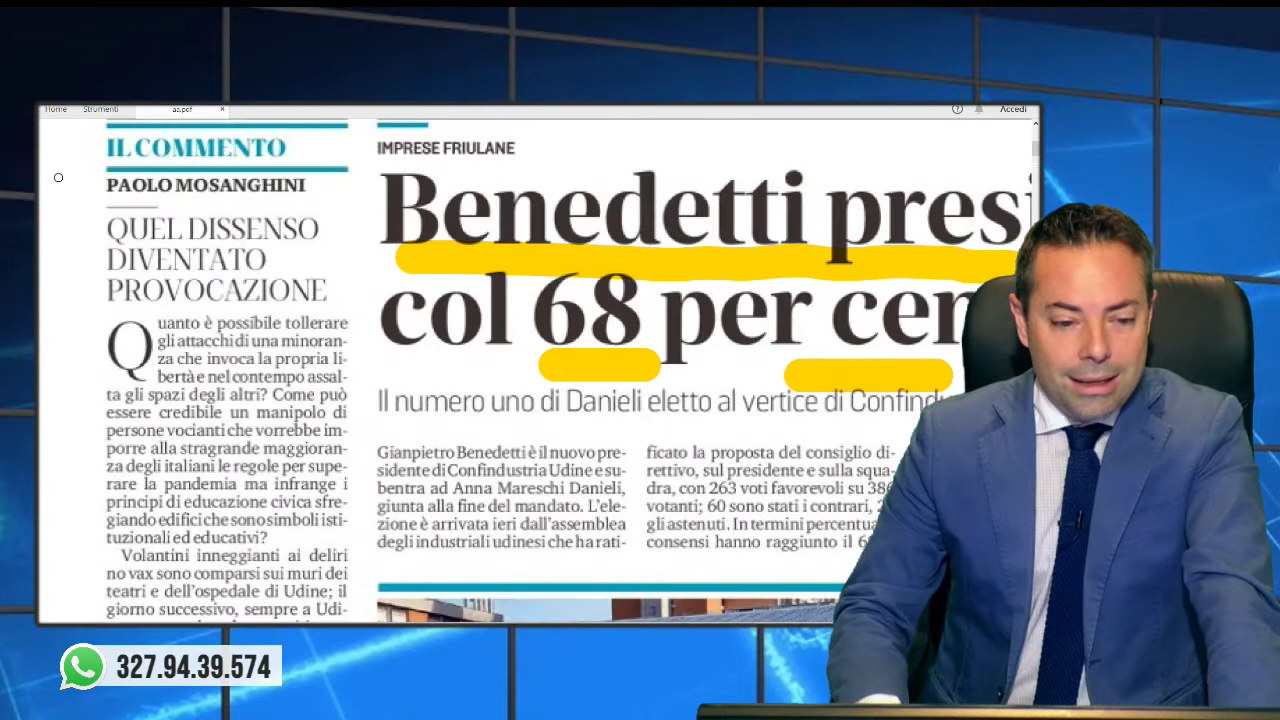 Home Strumenti aa.pdf × ? Accedi
IL COMMENTO
PAOLO MOSANGHINI
QUEL DISSENSO
DIVENTATO
PROVOCAZIONE
Quanto è possibile tollerare
gli attacchi di una minoran-
za che invoca la propria li-
bertà e nel contempo assal-
ta gli spazi degli altri? Come può
essere credibile un manipolo di
persone vocianti che vorrebbe im-
porre alla stragrande maggioran-
za degli italiani le regole per supe-
rare la pandemia ma infrange i
principi di educazione civica sfre-
giando edifici che sono simboli isti-
tuzionali ed educativi?
Volantini inneggianti ai deliri
no vax sono comparsi sui muri dei
teatri e dell'ospedale di Udine; il
giorno successivo, sempre a Udi-
IMPRESE FRIULANE
Benedetti presi
col 68 per cen
Il numero uno di Danieli eletto al vertice di Confind
Gianpietro Benedetti è il nuovo pre-
sidente di Confindustria Udine e su-
bentra ad Anna Mareschi Danieli,
giunta alla fine del mandato. L'ele-
zione è arrivata ieri dall'assemblea
degli industriali udinesi che ha rati-
ficato la proposta del consiglio di-
rettivo, sul presidente e sulla squa-
dra, con 263 voti favorevoli su 386
votanti; 60 sono stati i contrari,
gli astenuti. In termini percentua
consensi hanno raggiunto il
327.94.39.574